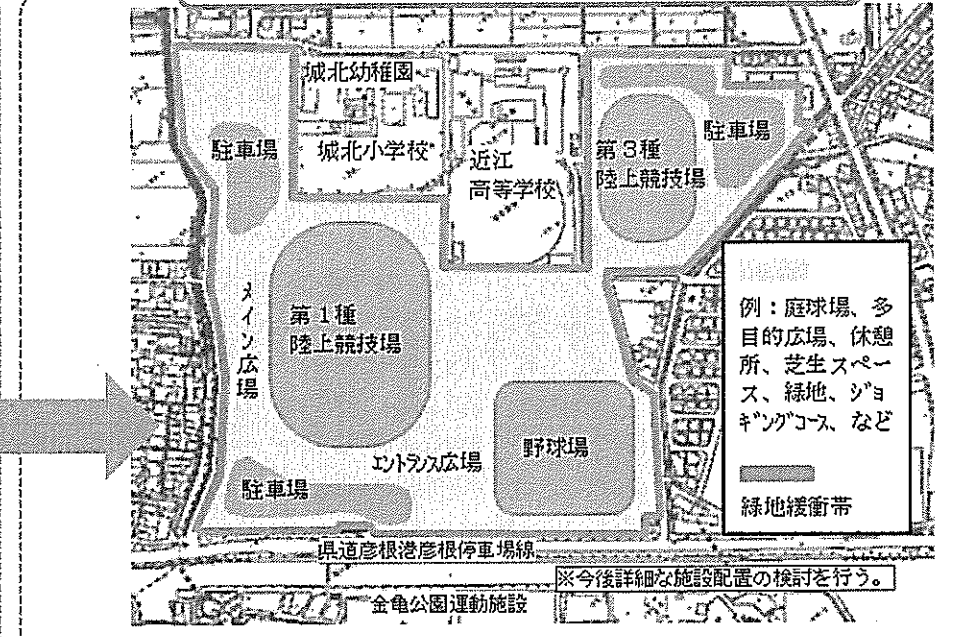 城北幼稚園
城北小学校
近江
高等学校
駐車場
第3種
陸上競技場
駐車場
メイン広場
第1種
陸上競技場
野球場
エントランス広場
駐車場
県道彦根港彦根停車場線
金亀公園運動施設
例：庭球場、多
目的広場、休憩
所、芝生スペー
ス、緑地、ジョ
ギングコース、など
緑地緩衝帯
※今後詳細な施設配置の検討を行う。